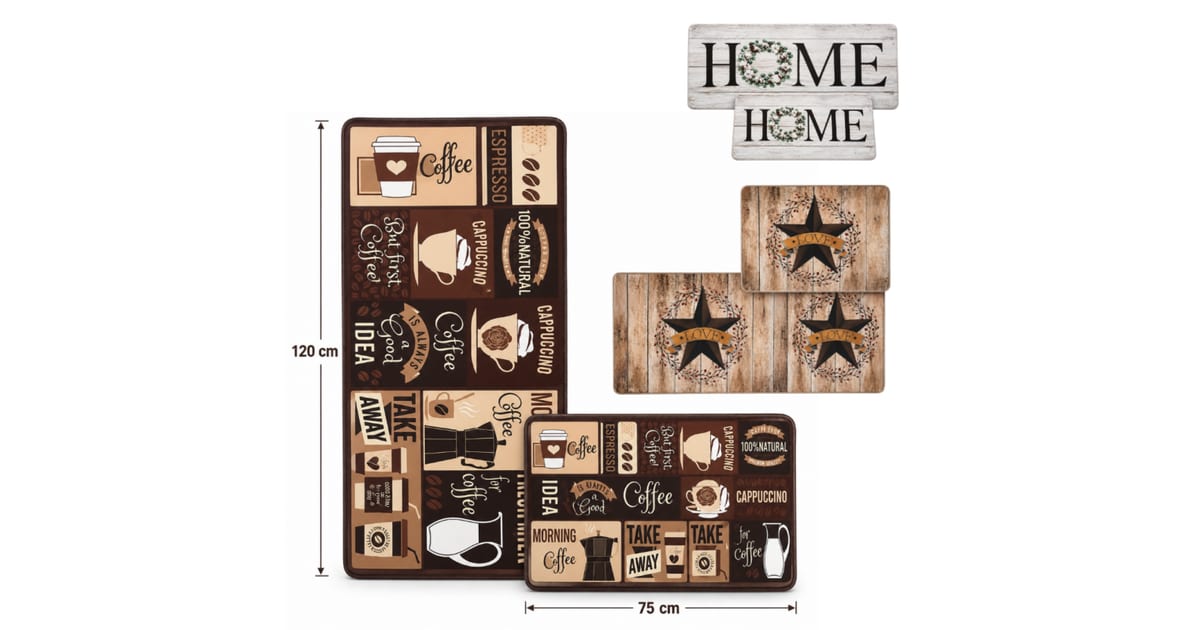 HOME
HOME
120 cm
Coffee
ESPRESSO
But first,
Coffee!
CAPPUCCINO
100% NATURAL
IDEA
IS ALWAYS
a
Good
Coffee
CAPPUCCINO
TAKE
AWAY
Coffee
for
coffee
LOVE
LOVE
LOVE
Coffee
ESPRESSO
But first,
Coffee!
CAPPUCCINO
100% NATURAL
IDEA
IS ALWAYS
a
Good
Coffee
CAPPUCCINO
MORNING
Coffee
TAKE
AWAY
TAKE
for
Coffee
75 cm